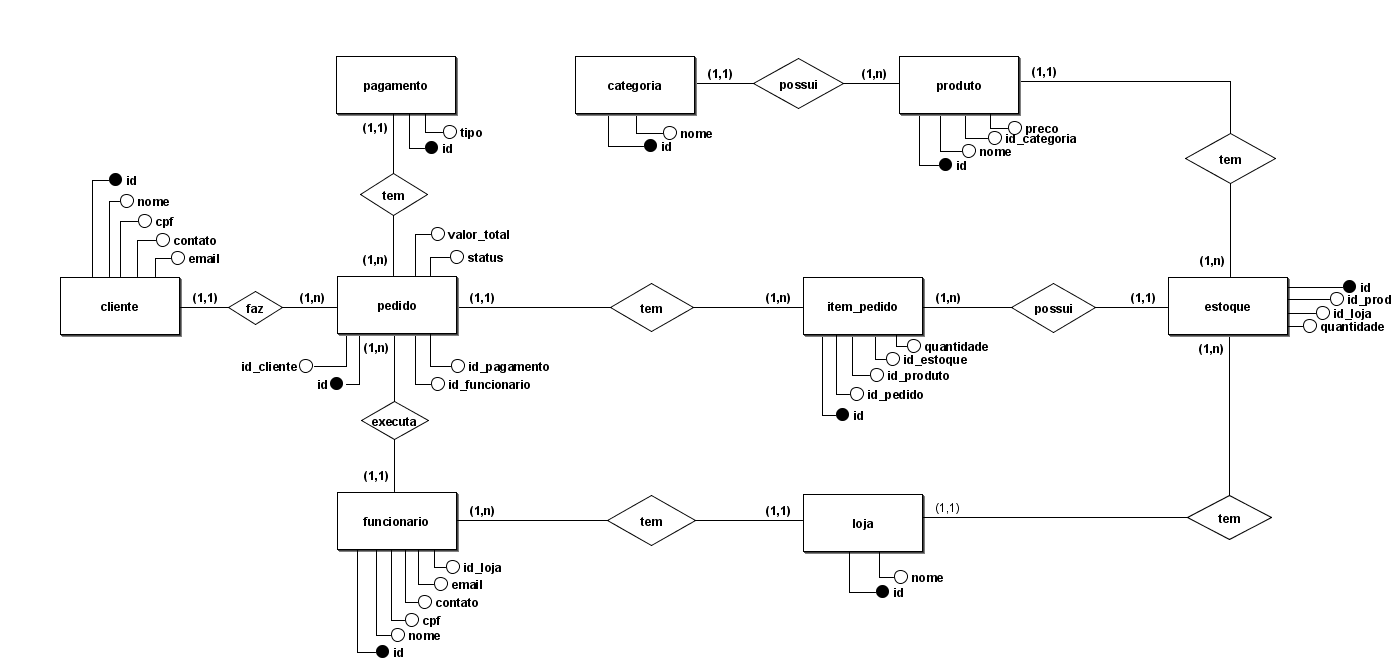 pagamento
(1,1)
tipo
id
tem
(1,n)
categoria
nome
id
(1,1)
possui
(1,n)
produto
preco
id_categoria
nome
id
(1,1)
tem
(1,n)
id
nome
cpf
contato
email
cliente
(1,1)
faz
(1,n)
valor_total
status
pedido
id_cliente
id
id_pagamento
id_funcionario
(1,1)
tem
(1,n)
item_pedido
quantidade
id_estoque
id_produto
id_pedido
id
(1,n)
possui
(1,1)
estoque
id
id_prod
id_loja
quantidade
(1,n)
(1,n)
executa
(1,1)
funcionario
id_loja
email
contato
cpf
nome
id
(1,n)
tem
(1,1)
loja
nome
id
(1,1)
tem